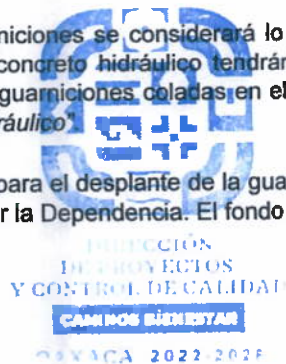 niciones se considerará lo
concreto hidráulico tendrán
guarniciones coladas en el
ráulico”
para el desplante de la gua
r la Dependencia. El fondo
DIRECCIÓN
DE PROYECTOS
Y CONTROL DE CALIDAD
CAMINOS BIENESTAR
OAXACA 2022-2028